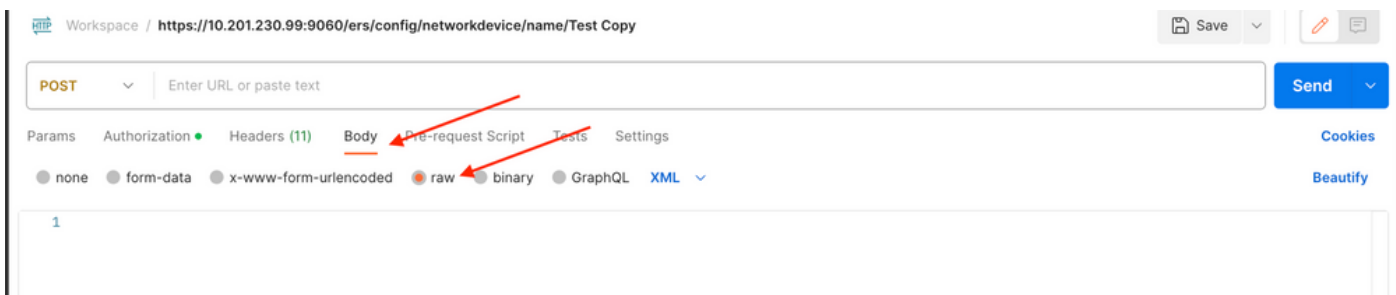 HTTP Workspace / https://10.201.230.99:9060/ers/config/networkdevice/name/Test Copy Save
POST Enter URL or paste text Send
Params Authorization Headers (11) Body Pre-request Script Tests Settings Cookies
none form-data x-www-form-urlencoded raw binary GraphQL XML Beautify
1